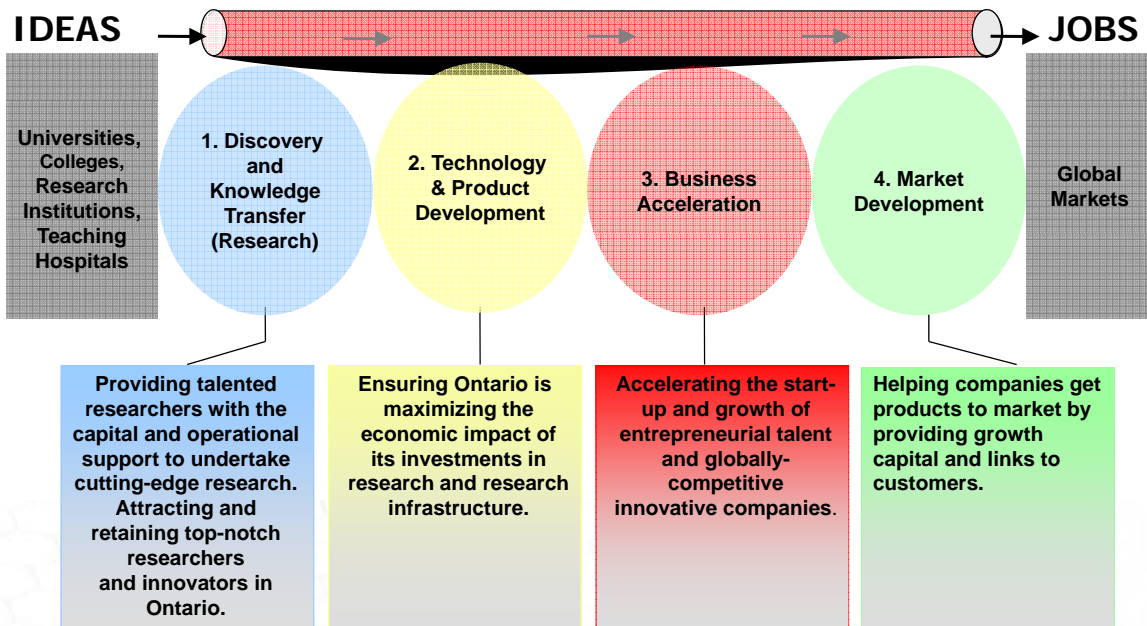 IDEAS
JOBS
Universities,
Colleges,
Research
Institutions,
Teaching
Hospitals
1. Discovery
and
Knowledge
Transfer
(Research)
2. Technology
& Product
Development
3. Business
Acceleration
4. Market
Development
Global
Markets
Providing talented
researchers with the
capital and operational
support to undertake
cutting-edge research.
Attracting and
retaining top-notch
researchers
and innovators in
Ontario.
Ensuring Ontario is
maximizing the
economic impact of
its investments in
research and research
infrastructure.
Accelerating the start-
up and growth of
entrepreneurial talent
and globally-
competitive
innovative companies.
Helping companies get
products to market by
providing growth
capital and links to
customers.